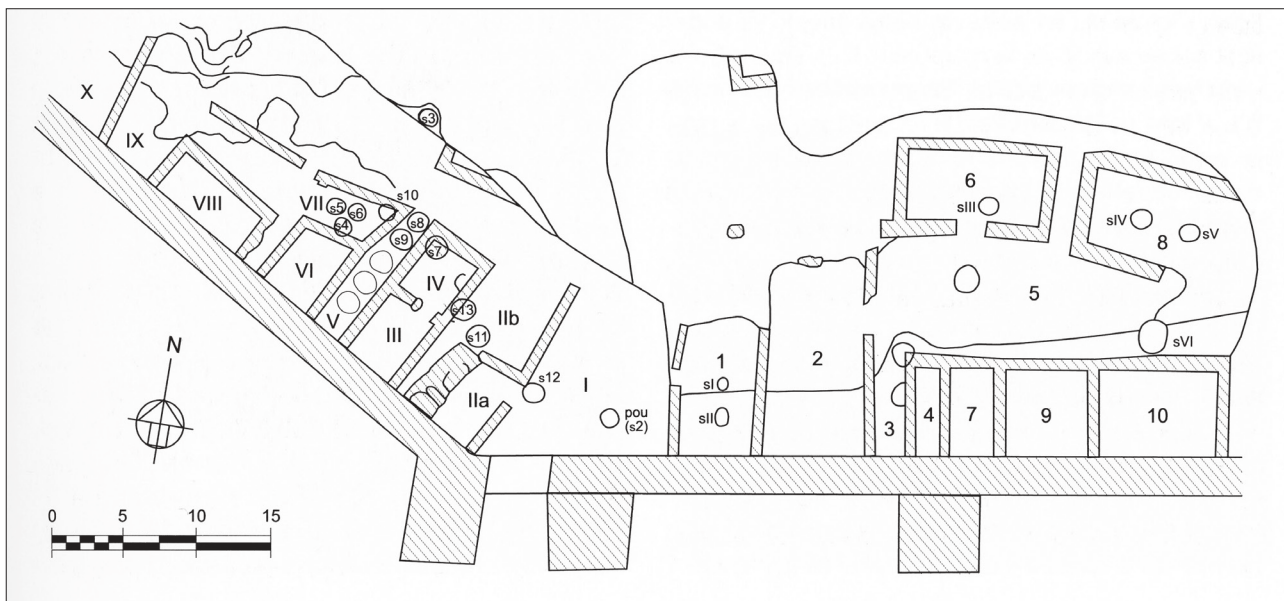 X
IX
VIII
VII
s5
s6
s4
s10
s3
s8
s9
s7
VI
V
IV
III
s13
s11
IIb
IIa
s12
I
pou
(s2)
1
sI
sII
2
3
4
5
6
sIII
7
8
sIV
sV
sVI
9
10
N
0 5 10 15